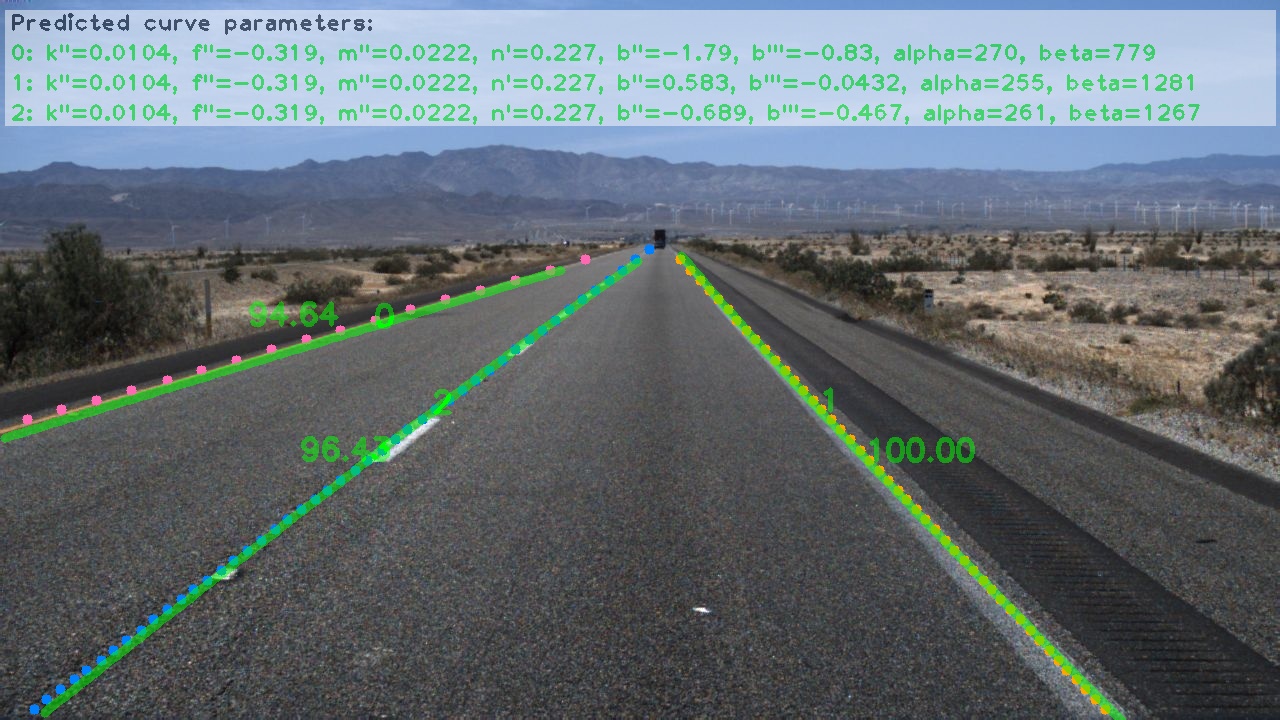 Predicted curve parameters:
0: k''=0.0104, f''=-0.319, m''=0.0222, n'=0.227, b''=-1.79, b'''=-0.83, alpha=270, beta=779
1: k''=0.0104, f''=-0.319, m''=0.0222, n'=0.227, b''=0.583, b'''=-0.0432, alpha=255, beta=1281
2: k''=0.0104, f''=-0.319, m''=0.0222, n'=0.227, b''=-0.689, b'''=-0.467, alpha=261, beta=1267
94.64 0
2 1
96.43 100.00